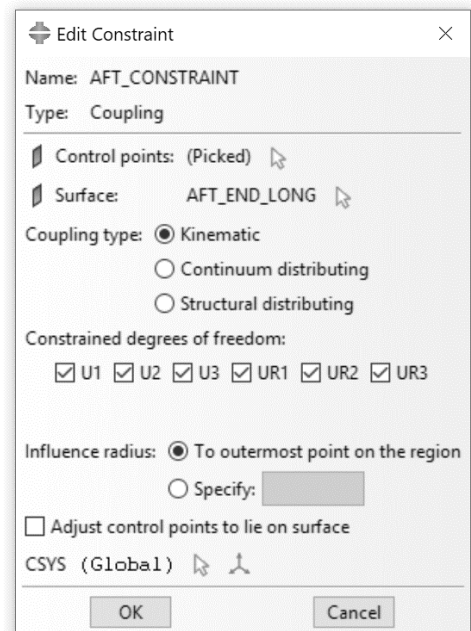 Edit Constraint
Name: AFT_CONSTRAINT
Type: Coupling
Control points: (Picked)
Surface: AFT_END_LONG
Coupling type: Kinematic
Continuum distributing
Structural distributing
Constrained degrees of freedom:
U1 U2 U3 UR1 UR2 UR3
Influence radius: To outermost point on the region
Specify:
Adjust control points to lie on surface
CSYS (Global)
OK Cancel